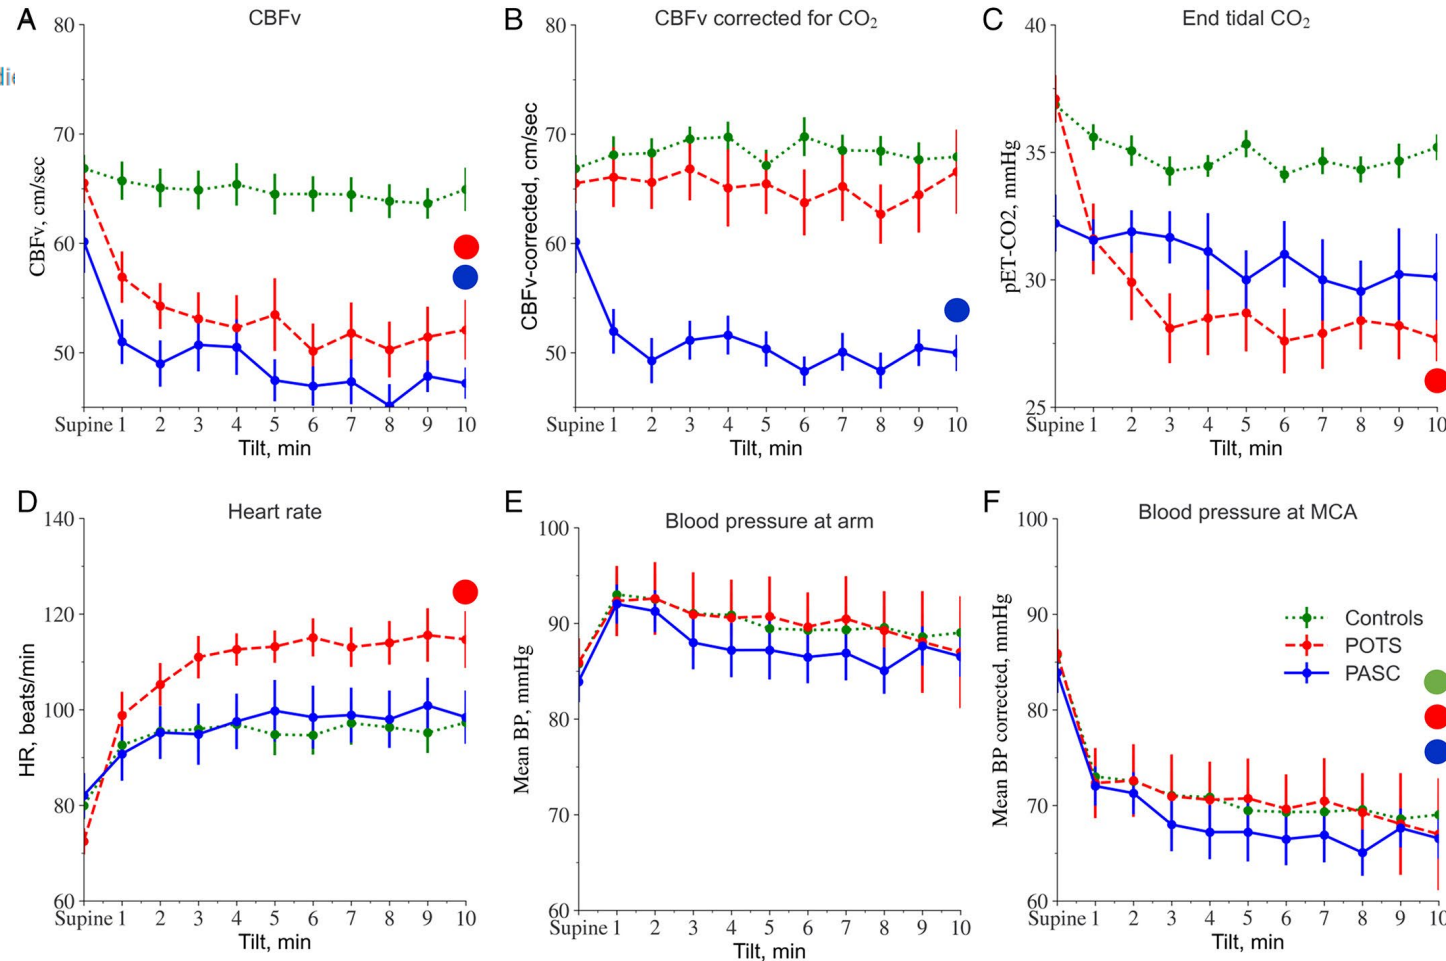 A
CBFv
80
70
60
50
CBFv, cm/sec
Supine 1 2 3 4 5 6 7 8 9 10
Tilt, min
B
CBFv corrected for CO₂
80
70
60
50
CBFv-corrected, cm/sec
Supine 1 2 3 4 5 6 7 8 9 10
Tilt, min
C
End tidal CO₂
40
35
30
25
pET-CO2, mmHg
Supine 1 2 3 4 5 6 7 8 9 10
Tilt, min
D
Heart rate
140
120
100
80
60
HR, beats/min
Supine 1 2 3 4 5 6 7 8 9 10
Tilt, min
E
Blood pressure at arm
100
90
80
70
60
Mean BP, mmHg
Supine 1 2 3 4 5 6 7 8 9 10
Tilt, min
F
Blood pressure at MCA
100
90
80
70
60
Mean BP corrected, mmHg
Controls
POTS
PASC
Supine 1 2 3 4 5 6 7 8 9 10
Tilt, min